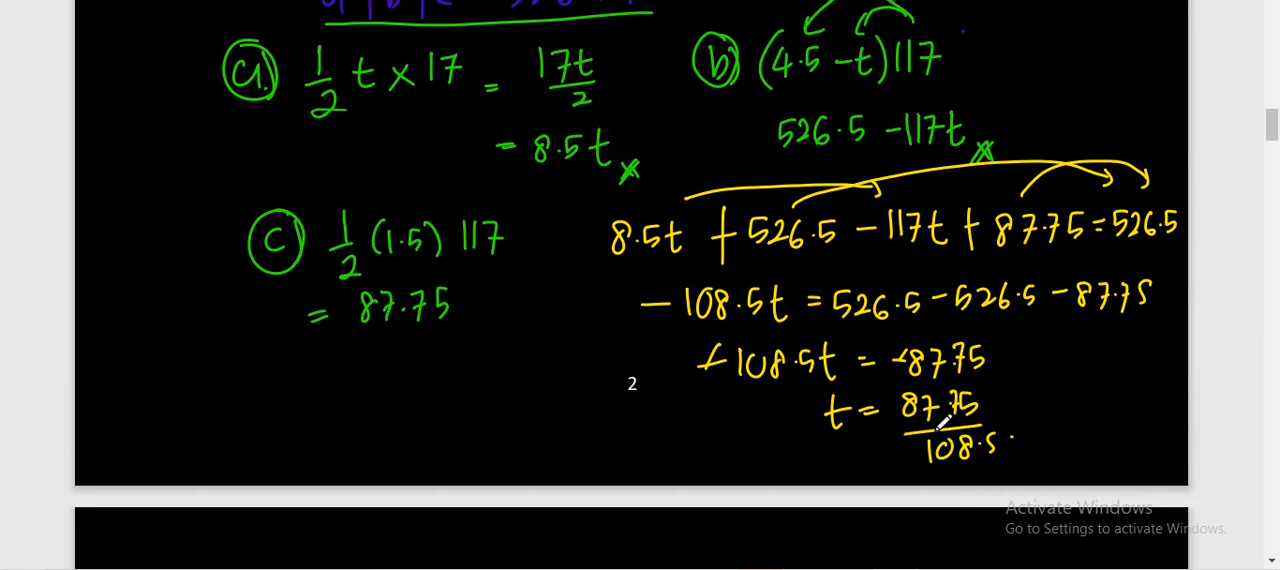 (a) 1/2 t × 17 = 17t/2
= 8.5t
(b) (4.5 - t)117
526.5 - 117t
(c) 1/2 (1.5) 117
= 87.75
8.5t + 526.5 - 117t + 87.75 = 526.5
- 108.5t = 526.5 - 526.5 - 87.75
-108.5t = -87.75
t = 87.75/108.5
2
Activate Windows
Go to Settings to activate Windows.